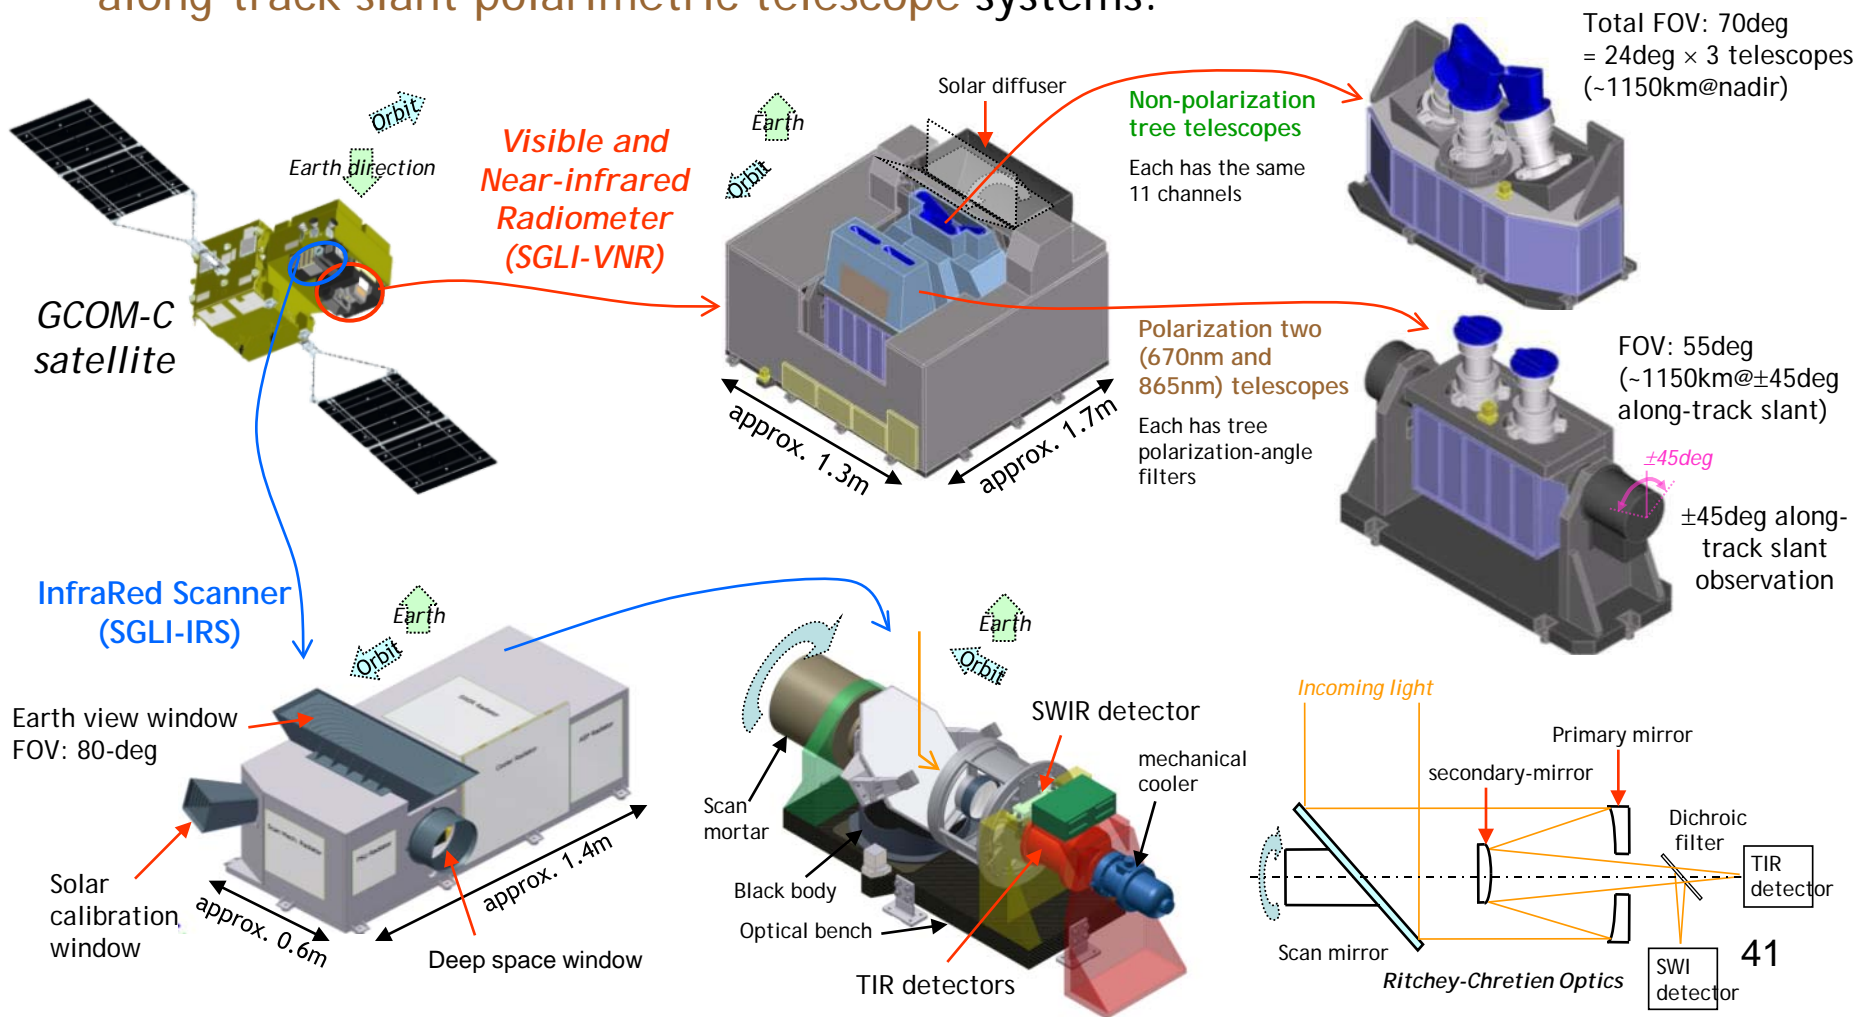 along-track slant polarimetric telescope systems.
Total FOV: 70deg
= 24deg × 3 telescopes
(~1150km@nadir)
Solar diffuser
Non-polarization
tree telescopes
Each has the same
11 channels
Orbit
Earth direction
Earth
Orbit
Visible and
Near-infrared
Radiometer
(SGLI-VNR)
GCOM-C
satellite
Polarization two
(670nm and
865nm) telescopes
Each has tree
polarization-angle
filters
FOV: 55deg
(~1150km@±45deg
along-track slant)
±45deg
±45deg along-
track slant
observation
approx. 1.3m
approx. 1.7m
InfraRed Scanner
(SGLI-IRS)
Earth
Orbit
Earth
Orbit
Earth view window
FOV: 80-deg
Cooler Radiator
Solar
calibration
window
approx. 0.6m
approx. 1.4m
Deep space window
SWIR detector
mechanical
cooler
Scan
mortar
Black body
Optical bench
TIR detectors
Incoming light
Primary mirror
secondary-mirror
Dichroic
filter
TIR
detector
Scan mirror
Ritchey-Chretien Optics
SWI
detector
41